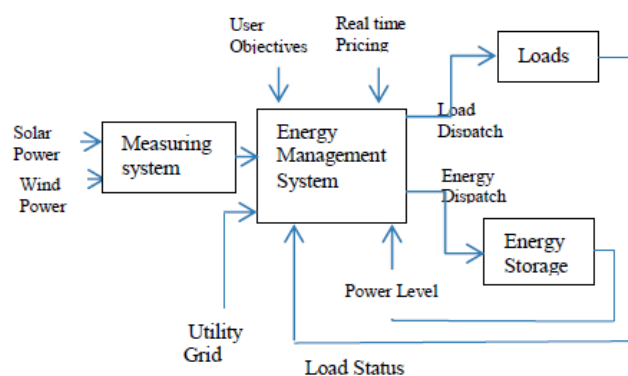 User
Objectives
Real time
Pricing
Loads
Load
Dispatch
Solar
Power
Measuring
system
Energy
Management
System
Wind
Power
Energy
Dispatch
Energy
Storage
Power Level
Utility
Grid
Load Status